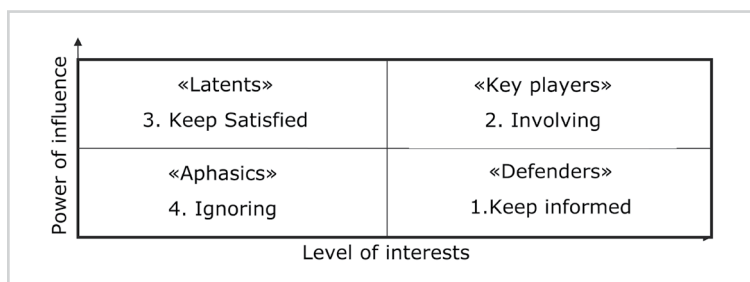 Power of influence
«Latents»
3. Keep Satisfied
«Key players»
2. Involving
«Aphasics»
4. Ignoring
«Defenders»
1.Keep informed
Level of interests